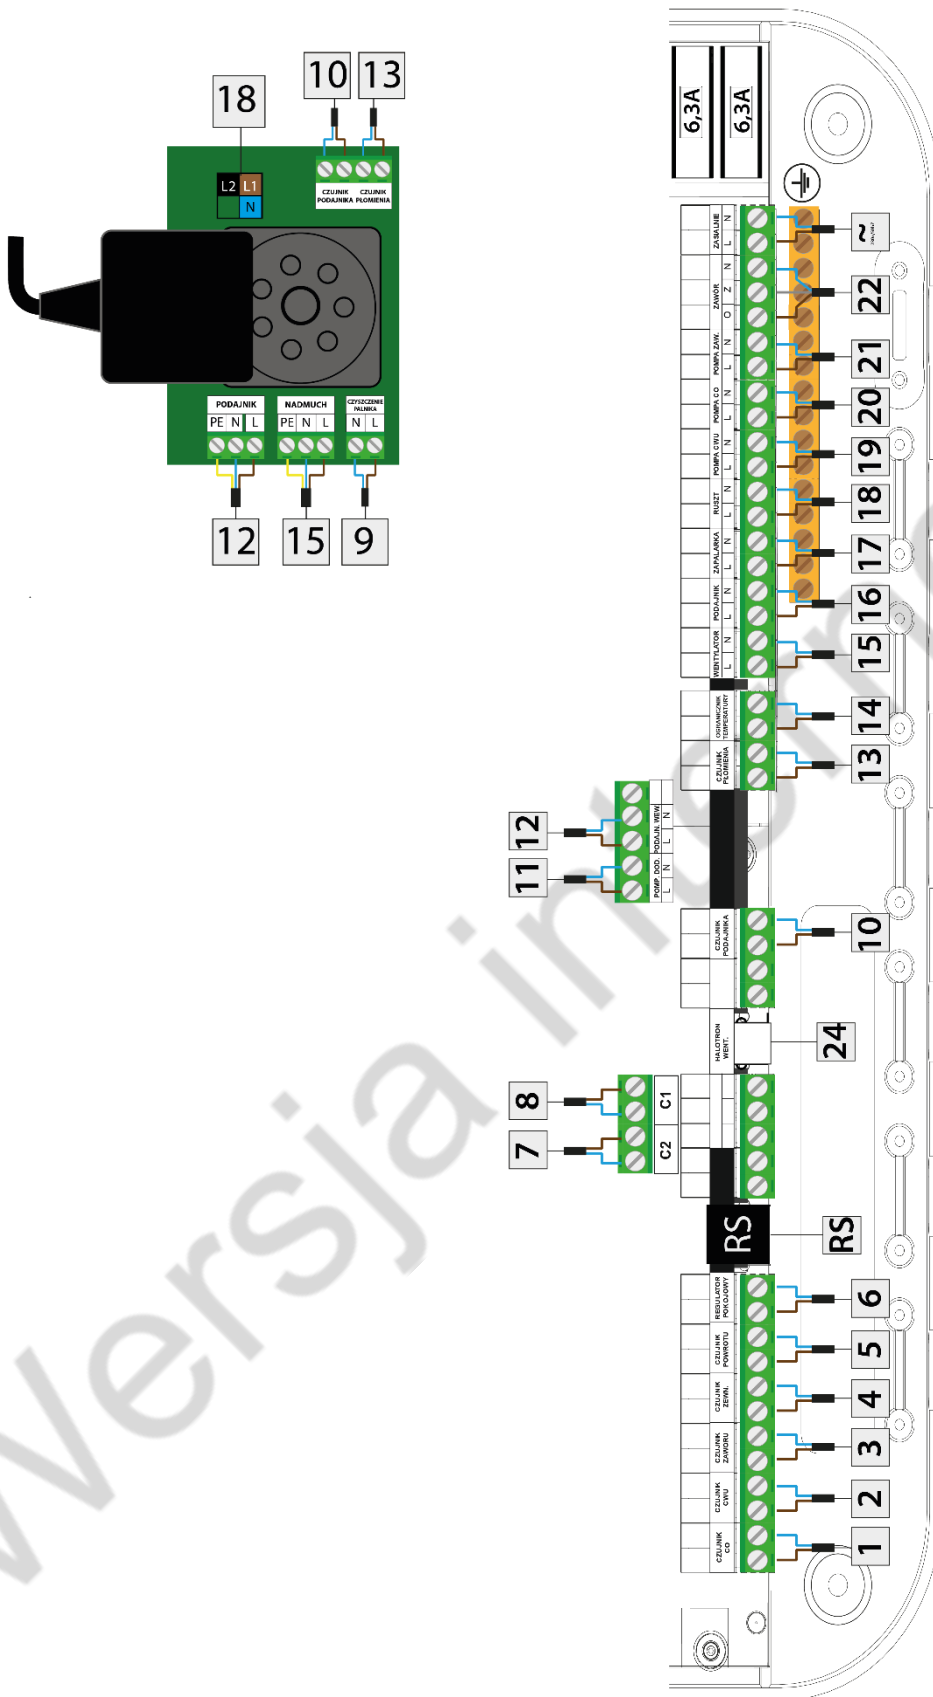 10
13
18
L2 L1
N
CZUJNIK
PODAJNIKA
CZUJNIK
PŁOMIENIA
PODAJNIK
PE N L
NADMUCH
PE N L
CZYSZCZENIE
PALNIKA
N L
12
15
9
6,3A
6,3A
ZASIALNIE
L N
~
ZAWÓR
O Z N
22
POMPA ZAW.
L N
21
POMPA CO
L N
20
POMPA CWU
L N
19
RUSZT
L N
18
ZAPALARKA
L N
17
PODAJNIK
L N
16
WENTYLATOR
L N
15
OGRANICZNIK
TEMPERATURY
14
CZUJNIK
PŁOMIENIA
13
12
11
PODAJN. WEW.
L N
POMP. DOD.
L N
CZUJNIK
PODAJNIKA
10
HALOTRON
WENT.
24
8
7
C1
C2
RS
RS
REGULATOR
POKOJOWY
6
CZUJNIK
POWROTU
5
CZUJNIK
ZEWN.
4
CZUJNIK
ZAWORU
3
CZUJNIK
CWU
2
CZUJNIK
CO
1
Wersja